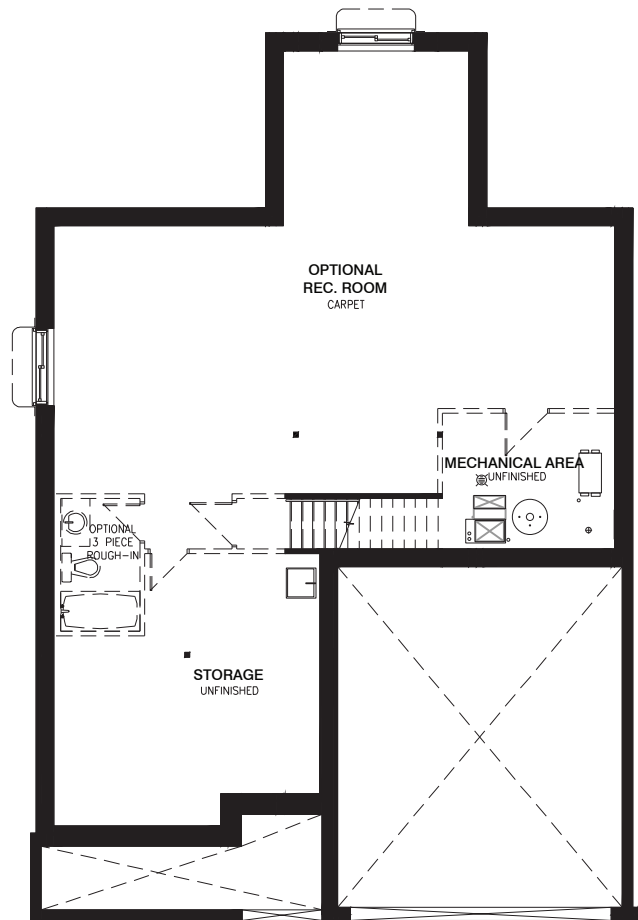 OPTIONAL
REC. ROOM
CARPET
MECHANICAL AREA
UNFINISHED
OPTIONAL
3 PIECE
ROUGH-IN
STORAGE
UNFINISHED